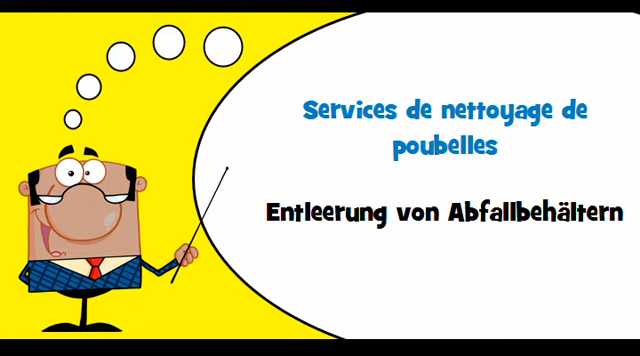 Services de nettoyage de
poubelles
Entleerung von Abfallbehältern